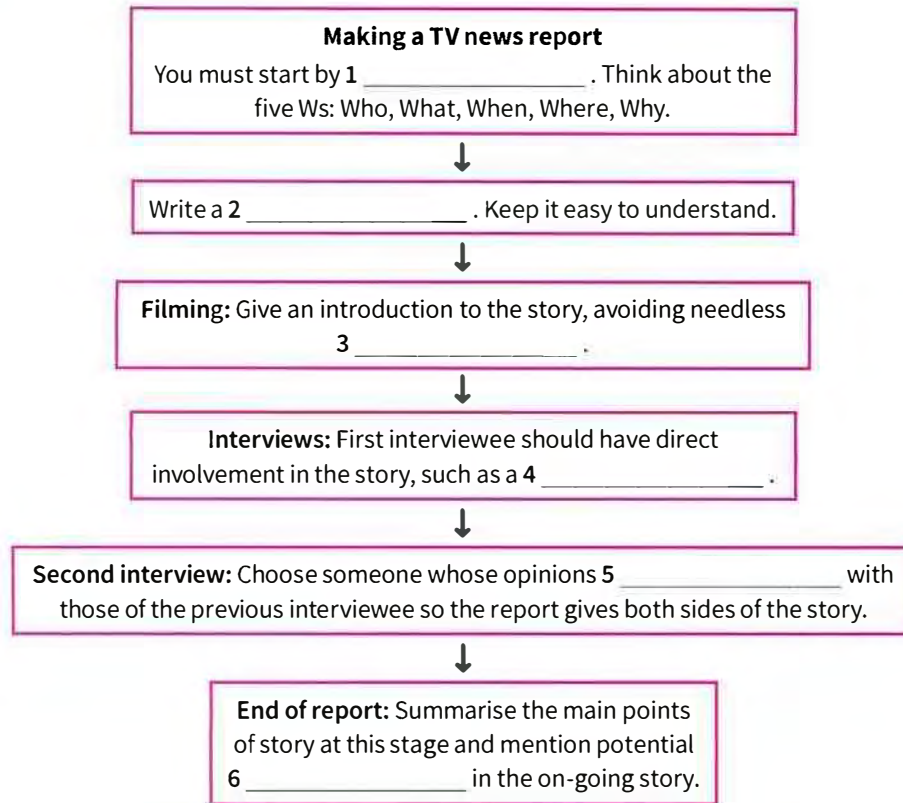 Making a TV news report
You must start by 1 ________________ . Think about the
five Ws: Who, What, When, Where, Why.
Write a 2 ________________ . Keep it easy to understand.
Filming: Give an introduction to the story, avoiding needless
3 ________________ .
Interviews: First interviewee should have direct
involvement in the story, such as a 4 ________________ .
Second interview: Choose someone whose opinions 5 ________________ with
those of the previous interviewee so the report gives both sides of the story.
End of report: Summarise the main points
of story at this stage and mention potential
6 ________________ in the on-going story.